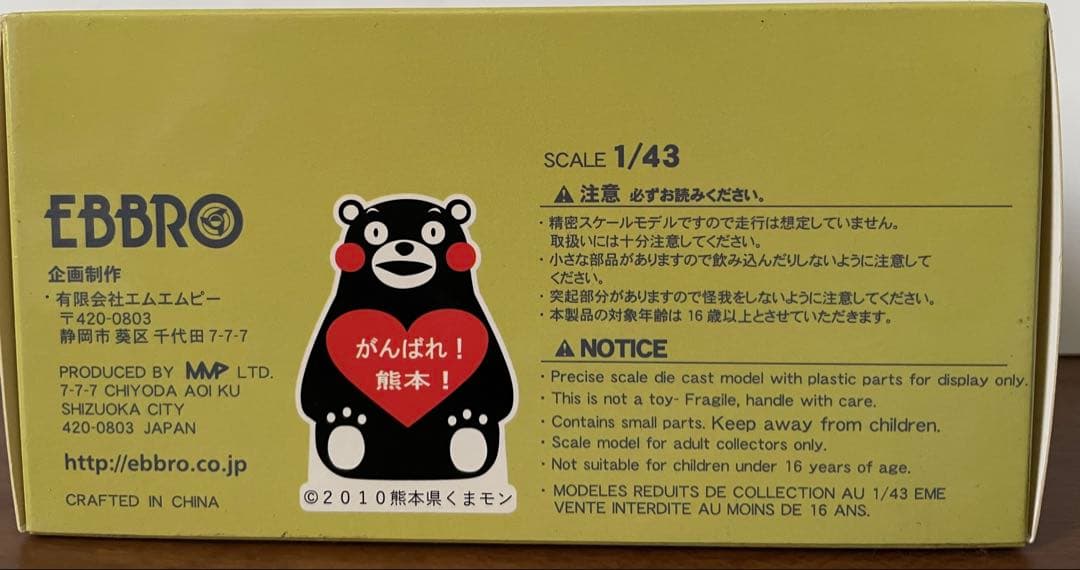 EBBRO
企画制作
・有限会社エムエムピー
〒420-0803
静岡市 葵区 千代田 7-7-7
PRODUCED BY MMP LTD.
7-7-7 CHIYODA AOI KU
SHIZUOKA CITY
420-0803 JAPAN
http://ebbro.co.jp
CRAFTED IN CHINA
がんばれ！
熊本！
©2010熊本県くまモン
SCALE 1/43
⚠注意 必ずお読みください。
・精密スケールモデルですので走行は想定していません。
取扱いには十分注意してください。
・小さな部品がありますので飲み込んだりしないように注意して
ください。
・突起部分がありますので怪我をしないように注意してください。
・本製品の対象年齢は 16 歳以上とさせていただきます。
⚠NOTICE
・Precise scale die cast model with plastic parts for display only.
・This is not a toy- Fragile, handle with care.
・Contains small parts. Keep away from children.
・Scale model for adult collectors only.
・Not suitable for children under 16 years of age.
・MODELES REDUITS DE COLLECTION AU 1/43 EME
VENTE INTERDITE AU MOINS DE 16 ANS.